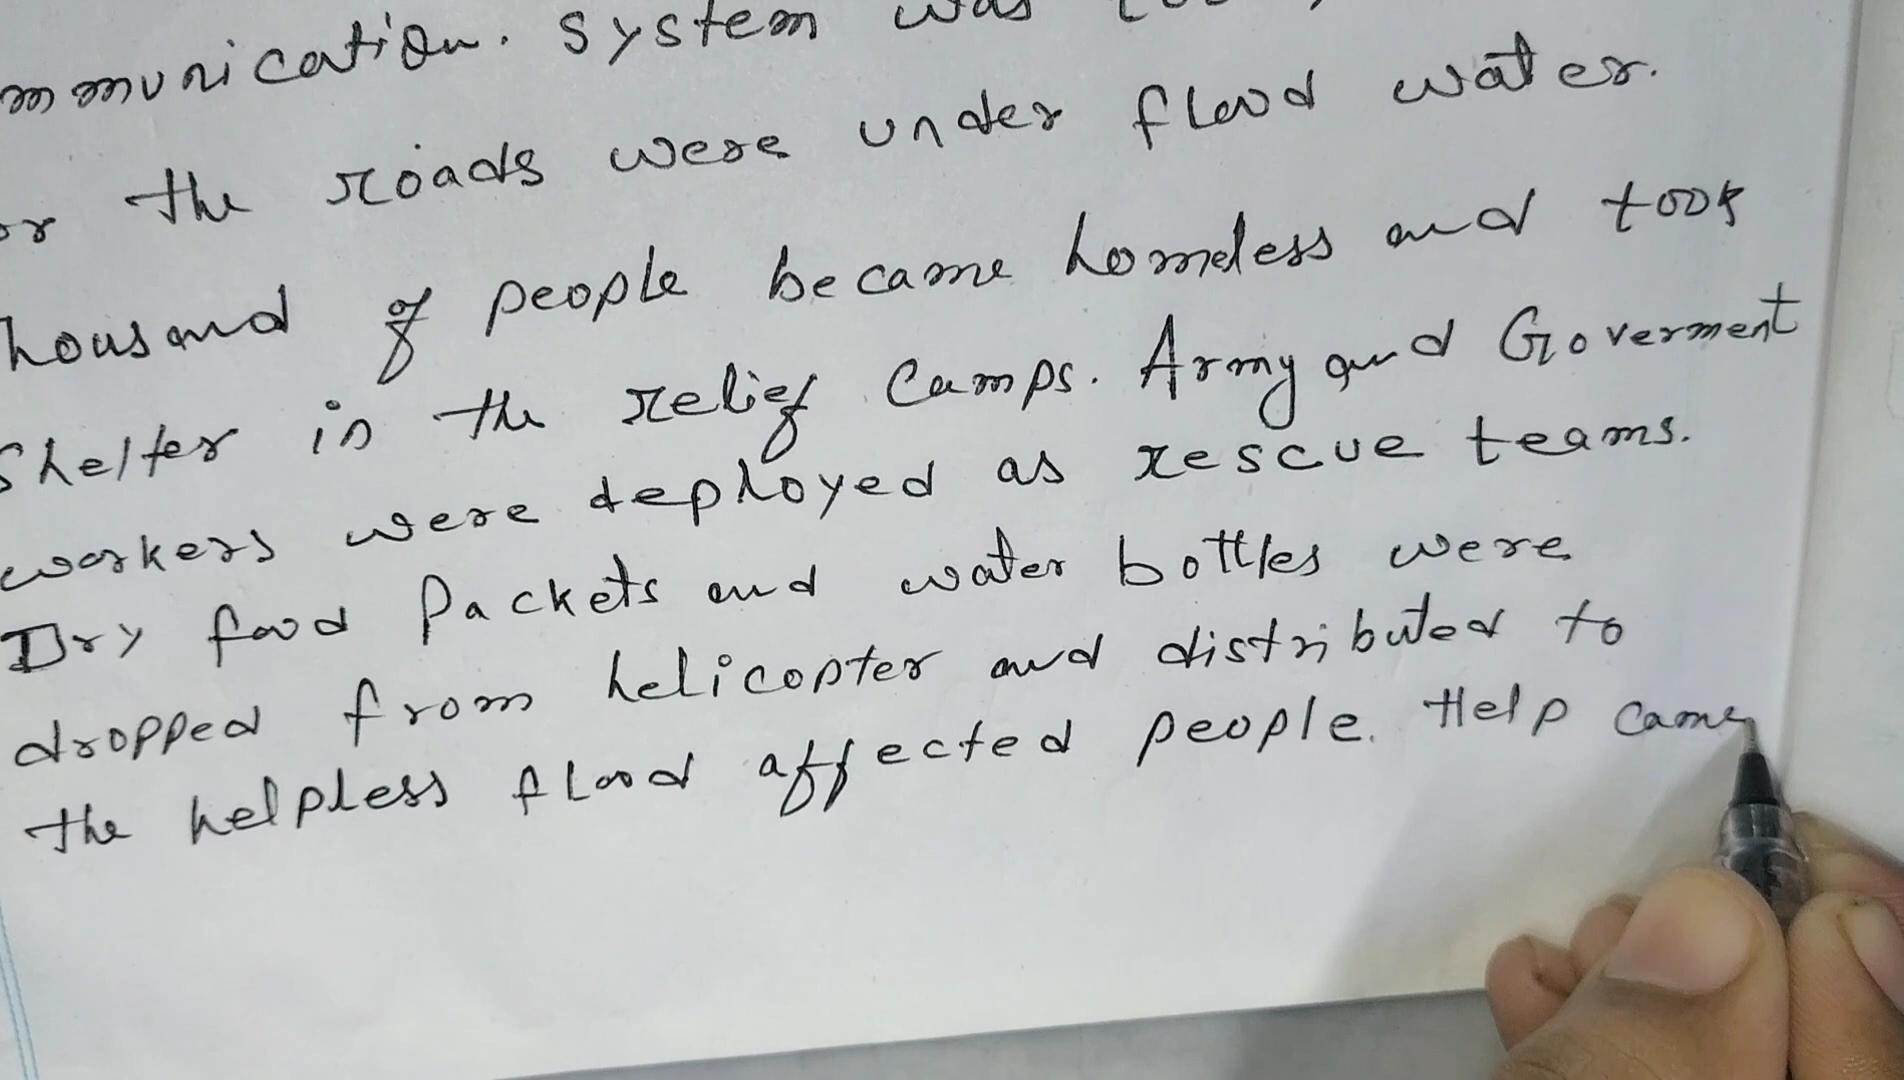 mmunication. System was
or the roads were under flood water.
housand of people became homeless and took
Shelter in the relief Camps. Army and Goverment
workers were deployed as rescue teams.
Dry food Packets and water bottles were
dropped from helicopter and distributed to
the helpless flood affected people. Help came